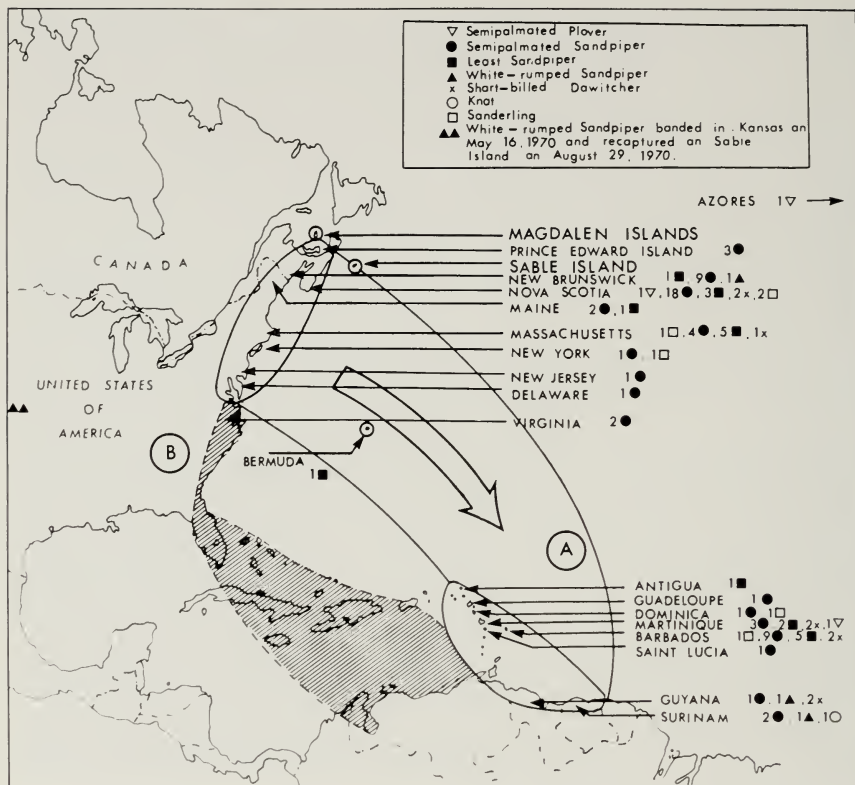 ▽ Semipalmated Plover
● Semipalmated Sandpiper
■ Least Sandpiper
▲ White-rumped Sandpiper
x Short-billed Dawitcher
○ Knot
□ Sanderling
▲▲ White-rumped Sandpiper banded in Kansas on
May 16, 1970 and recaptured on Sable
Island on August 29, 1970.
AZORES 1▽
CANADA
MAGDALEN ISLANDS
PRINCE EDWARD ISLAND 3●
SABLE ISLAND
NEW BRUNSWICK 1■, 9●, 1▲
NOVA SCOTIA 1▽, 18●, 3■, 2x, 2□
MAINE 2●, 1■
MASSACHUSETTS 1□, 4●, 5■, 1x
NEW YORK 1●, 1□
NEW JERSEY 1●
DELAWARE 1●
VIRGINIA 2●
UNITED STATES
OF
AMERICA
▲▲
B
BERMUDA
1■
A
ANTIGUA 1■
GUADELOUPE 1●
DOMINICA 1●, 1□
MARTINIQUE 3●, 2■, 2x, 1▽
BARBADOS 1□, 9●, 5■, 2x
SAINT LUCIA 1●
GUYANA 1●, 1▲, 2x
SURINAM 2●, 1▲, 1○